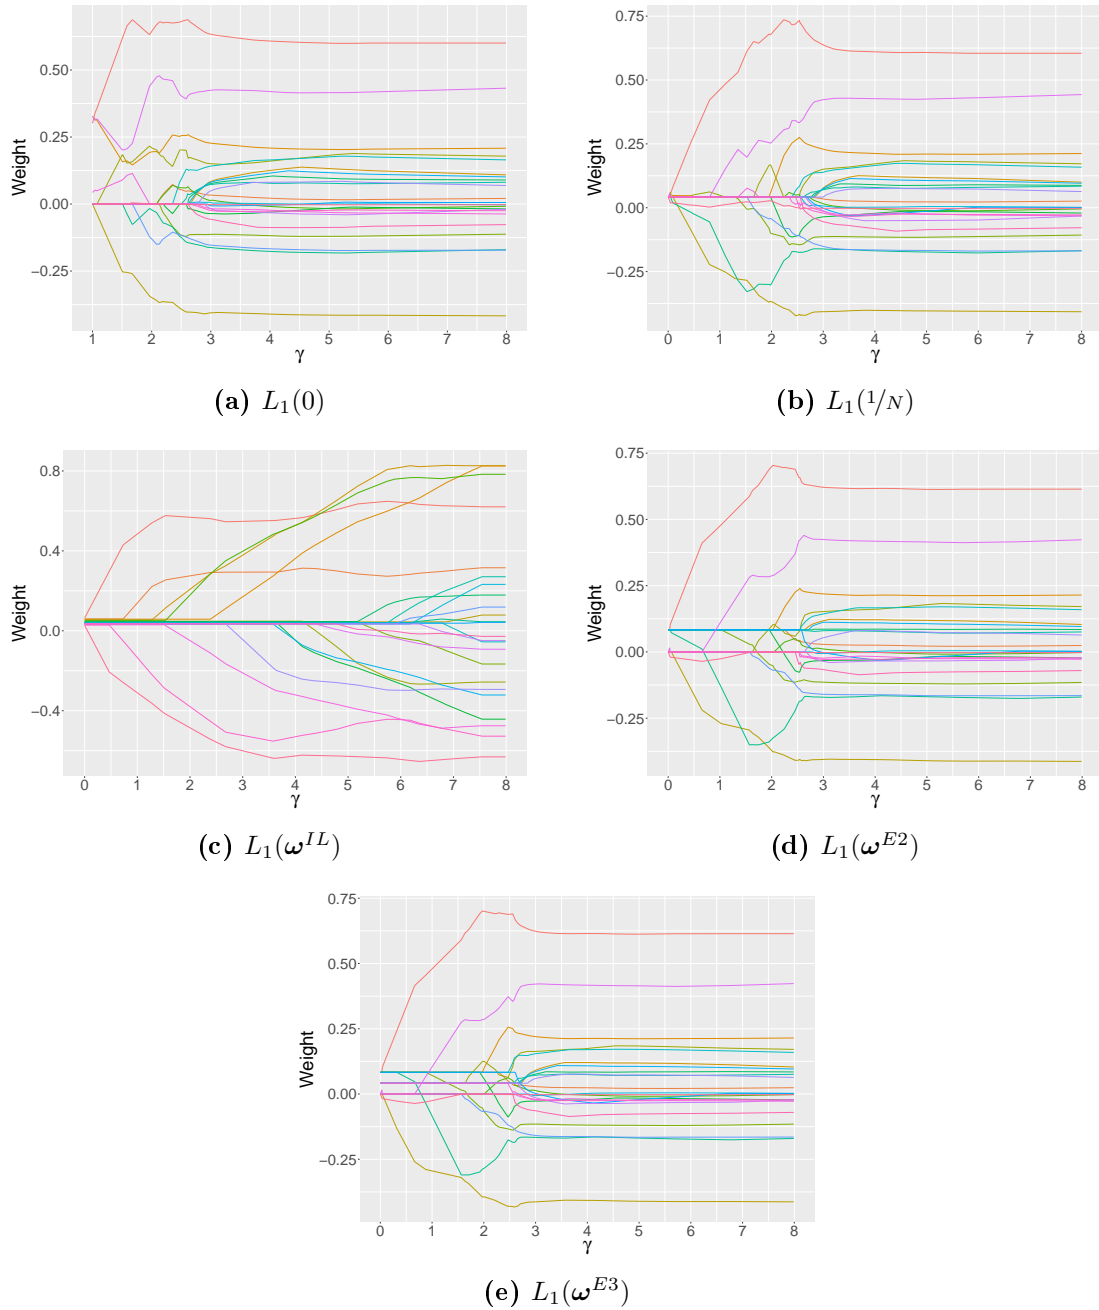 0.50
0.25
0.00
−0.25
Weight
1 2 3 4 5 6 7 8
γ
(a) L₁(0)
0.75
0.50
0.25
0.00
−0.25
Weight
0 1 2 3 4 5 6 7 8
γ
(b) L₁(1/N)
0.8
0.4
0.0
−0.4
Weight
0 1 2 3 4 5 6 7 8
γ
(c) L₁(ω^{IL})
0.75
0.50
0.25
0.00
−0.25
Weight
0 1 2 3 4 5 6 7 8
γ
(d) L₁(ω^{E2})
0.75
0.50
0.25
0.00
−0.25
Weight
0 1 2 3 4 5 6 7 8
γ
(e) L₁(ω^{E3})